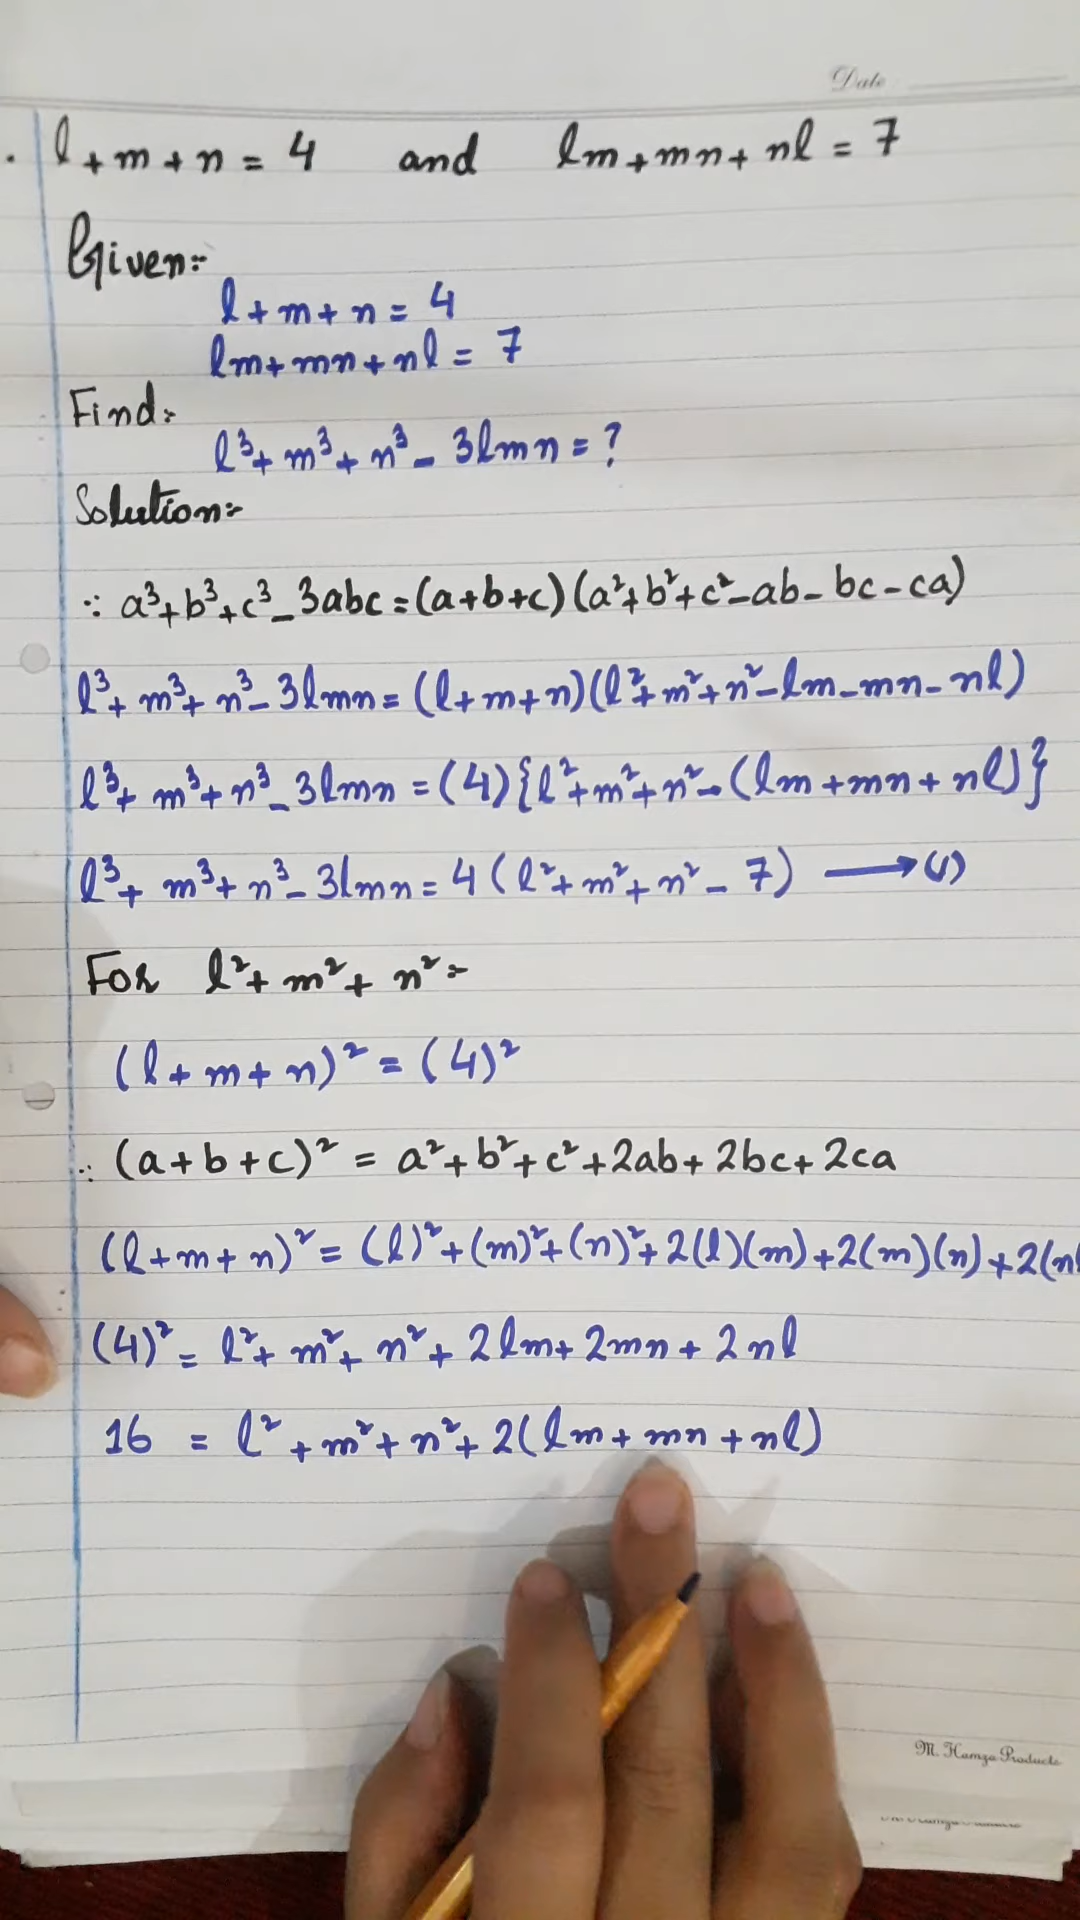 Date
l+m+n = 4 and lm+mn+nl = 7
Given:-
l+m+n = 4
lm+mn+nl = 7
Find:-
l³+m³+n³-3lmn = ?
Solution:-
∵ a³+b³+c³-3abc = (a+b+c)(a²+b²+c²-ab-bc-ca)
l³+m³+n³-3lmn = (l+m+n)(l²+m²+n²-lm-mn-nl)
l³+m³+n³-3lmn = (4){l²+m²+n²-(lm+mn+nl)}
l³+m³+n³-3lmn = 4(l²+m²+n²-7) ⟶(1)
For l²+m²+n²:-
(l+m+n)² = (4)²
∵ (a+b+c)² = a²+b²+c²+2ab+2bc+2ca
(l+m+n)² = (l)²+(m)²+(n)²+2(l)(m)+2(m)(n)+2(n
(4)² = l²+m²+n²+2lm+2mn+2nl
16 = l²+m²+n²+2(lm+mn+nl)
M. Hamza Products